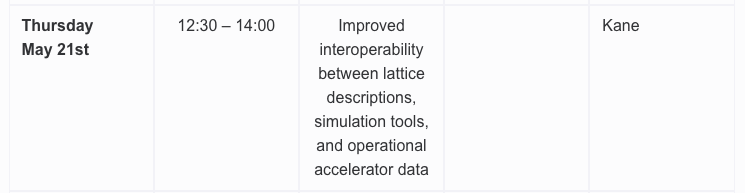 Thursday
May 21st
12:30 – 14:00
Improved
interoperability
between lattice
descriptions,
simulation tools,
and operational
accelerator data
Kane